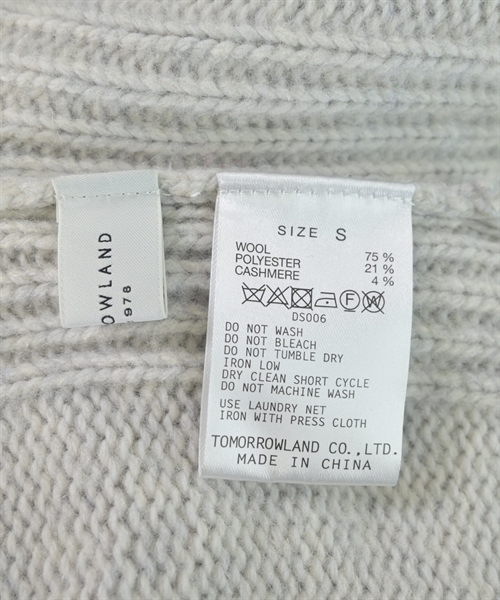 OWLAND
1978
SIZE S
WOOL 75 %
POLYESTER 21 %
CASHMERE 4 %
DS006
DO NOT WASH
DO NOT BLEACH
DO NOT TUMBLE DRY
IRON LOW
DRY CLEAN SHORT CYCLE
DO NOT MACHINE WASH
USE LAUNDRY NET
IRON WITH PRESS CLOTH
TOMORROWLAND CO.,LTD.
MADE IN CHINA